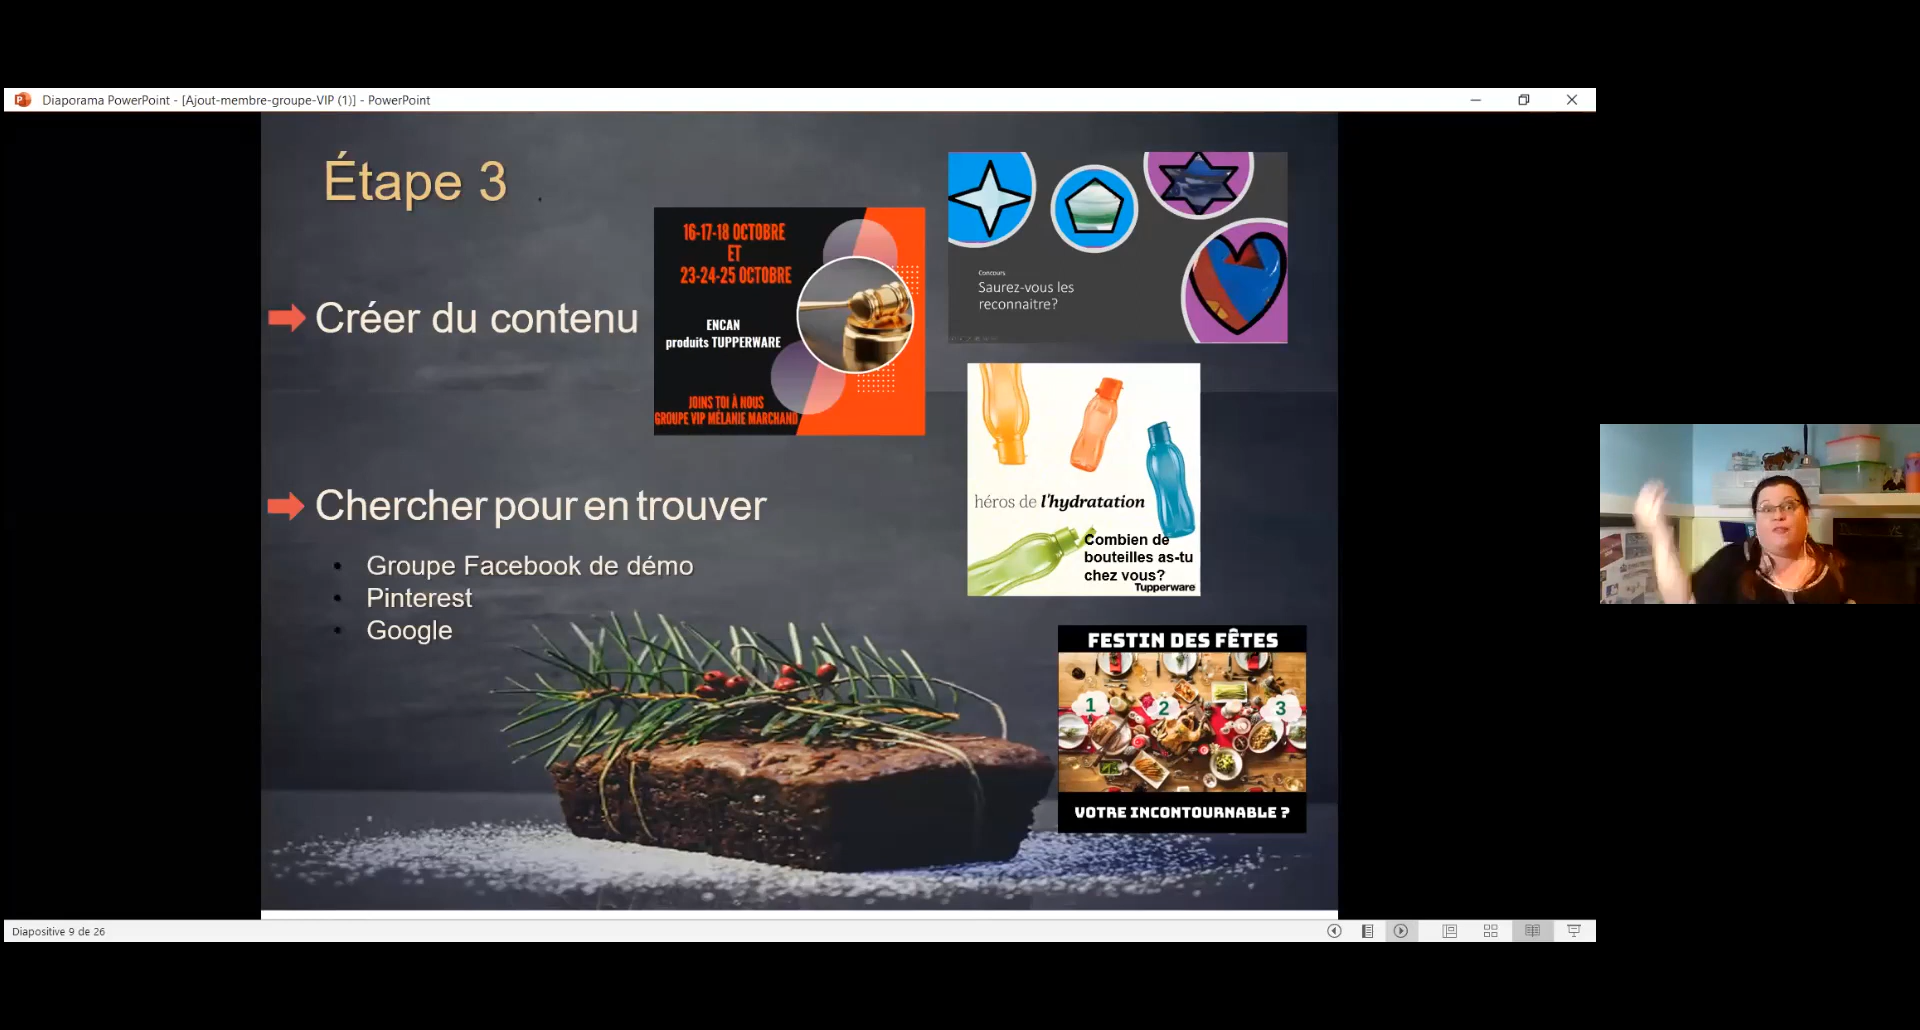 Diaporama PowerPoint - [Ajout-membre-groupe-VIP (1)] - PowerPoint
Étape 3
Créer du contenu
16-17-18 OCTOBRE
ET
23-24-25 OCTOBRE
ENCAN
produits TUPPERWARE
JOINS TOI À NOUS
GROUPE VIP MÉLANIE MARCHAND
Concours
Saurez-vous les
reconnaitre?
Chercher pour en trouver
• Groupe Facebook de démo
• Pinterest
• Google
héros de l'hydratation
Combien de
bouteilles as-tu
chez vous?
Tupperware
FESTIN DES FÊTES
1 2 3
VOTRE INCONTOURNABLE ?
Diapositive 9 de 26